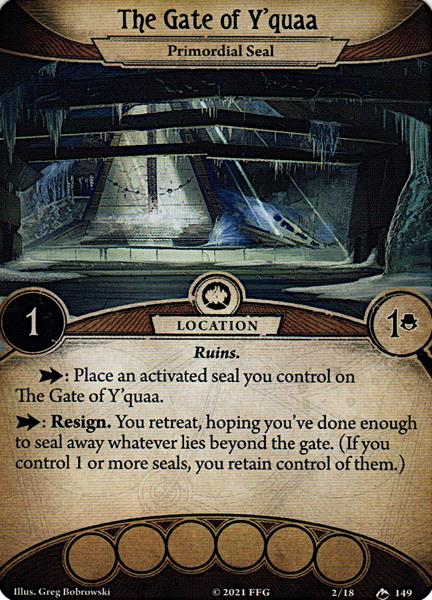 The Gate of Y'quaa
Primordial Seal
1
1
LOCATION
Ruins.
: Place an activated seal you control on
The Gate of Y'quaa.
: Resign. You retreat, hoping you've done enough
to seal away whatever lies beyond the gate. (If you
control 1 or more seals, you retain control of them.)
Illus. Greg Bobrowski © 2021 FFG 2/18 149